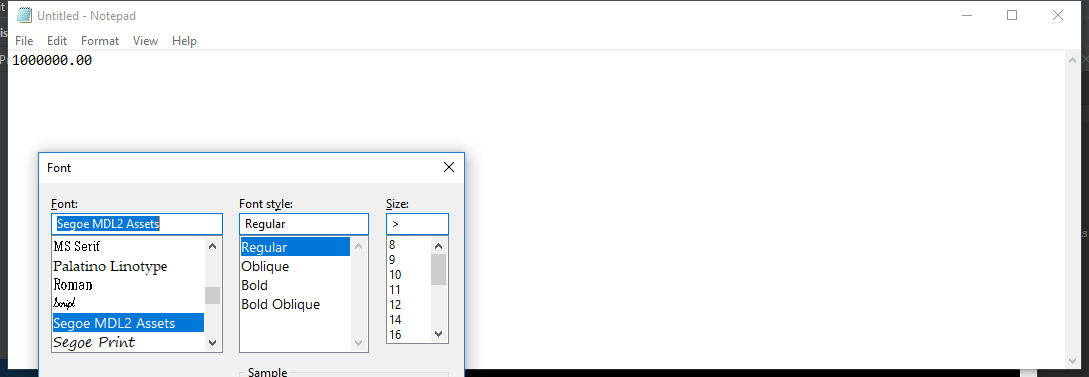 Untitled - Notepad
File Edit Format View Help
1000000.00
Font
Font: Font style: Size:
Segoe MDL2 Assets Regular >
MS Serif Regular 8
Palatino Linotype Oblique 9
Roman Bold 10
Script Bold Oblique 11
Segoe MDL2 Assets 12
Segoe Print 14
16
Sample